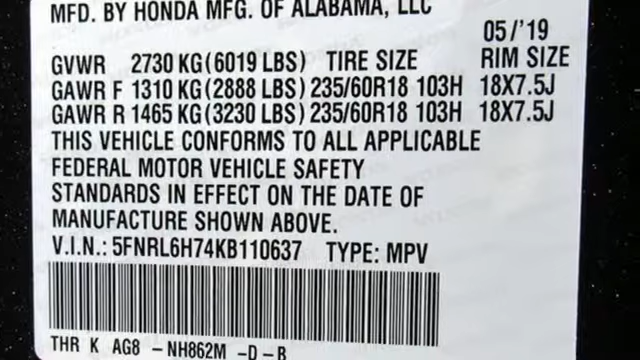 MFD. BY HONDA MFG. OF ALABAMA, LLC
05/'19
GVWR 2730 KG(6019 LBS) TIRE SIZE RIM SIZE
GAWR F 1310 KG(2888 LBS) 235/60R18 103H 18X7.5J
GAWR R 1465 KG(3230 LBS) 235/60R18 103H 18X7.5J
THIS VEHICLE CONFORMS TO ALL APPLICABLE
FEDERAL MOTOR VEHICLE SAFETY
STANDARDS IN EFFECT ON THE DATE OF
MANUFACTURE SHOWN ABOVE.
V.I.N.: 5FNRL6H74KB110637 TYPE: MPV
THR K AG8 -NH862M -D-B